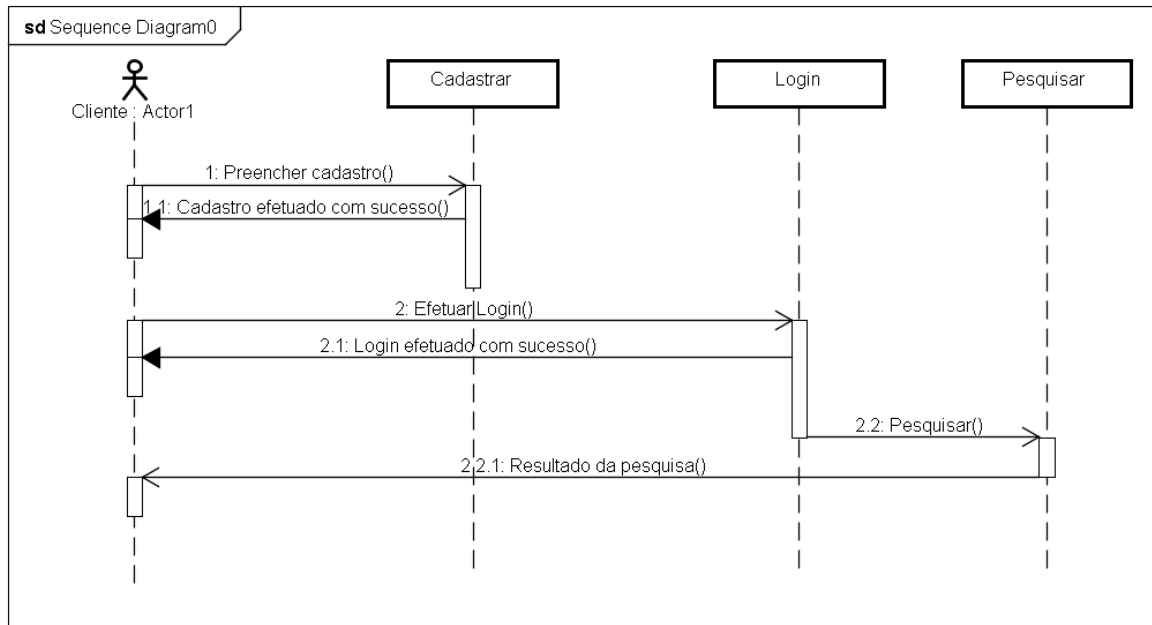 sd Sequence Diagram0
Cliente : Actor1
Cadastrar
Login
Pesquisar
1: Preencher cadastro()
1.1: Cadastro efetuado com sucesso()
2: Efetuar Login()
2.1: Login efetuado com sucesso()
2.2: Pesquisar()
2.2.1: Resultado da pesquisa()